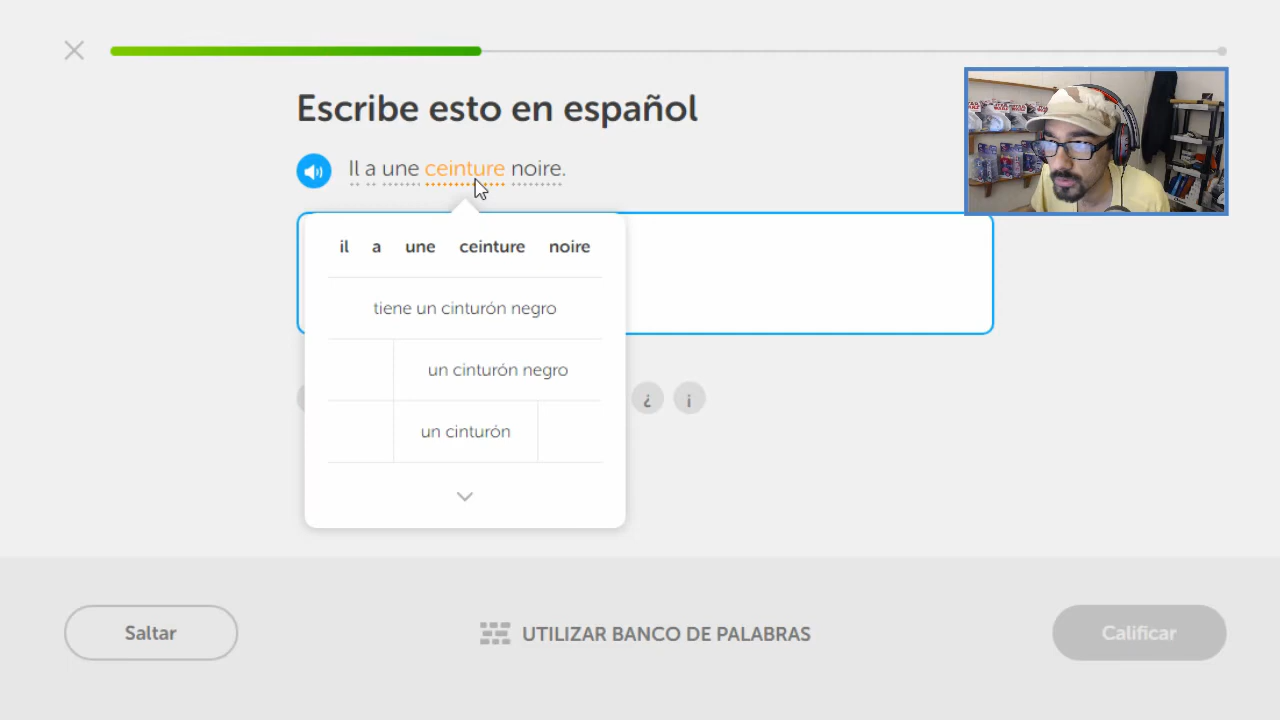 Escribe esto en español
Il a une ceinture noire.
il a une ceinture noire
tiene un cinturón negro
un cinturón negro
un cinturón
¿ ¡
Saltar
UTILIZAR BANCO DE PALABRAS
Calificar